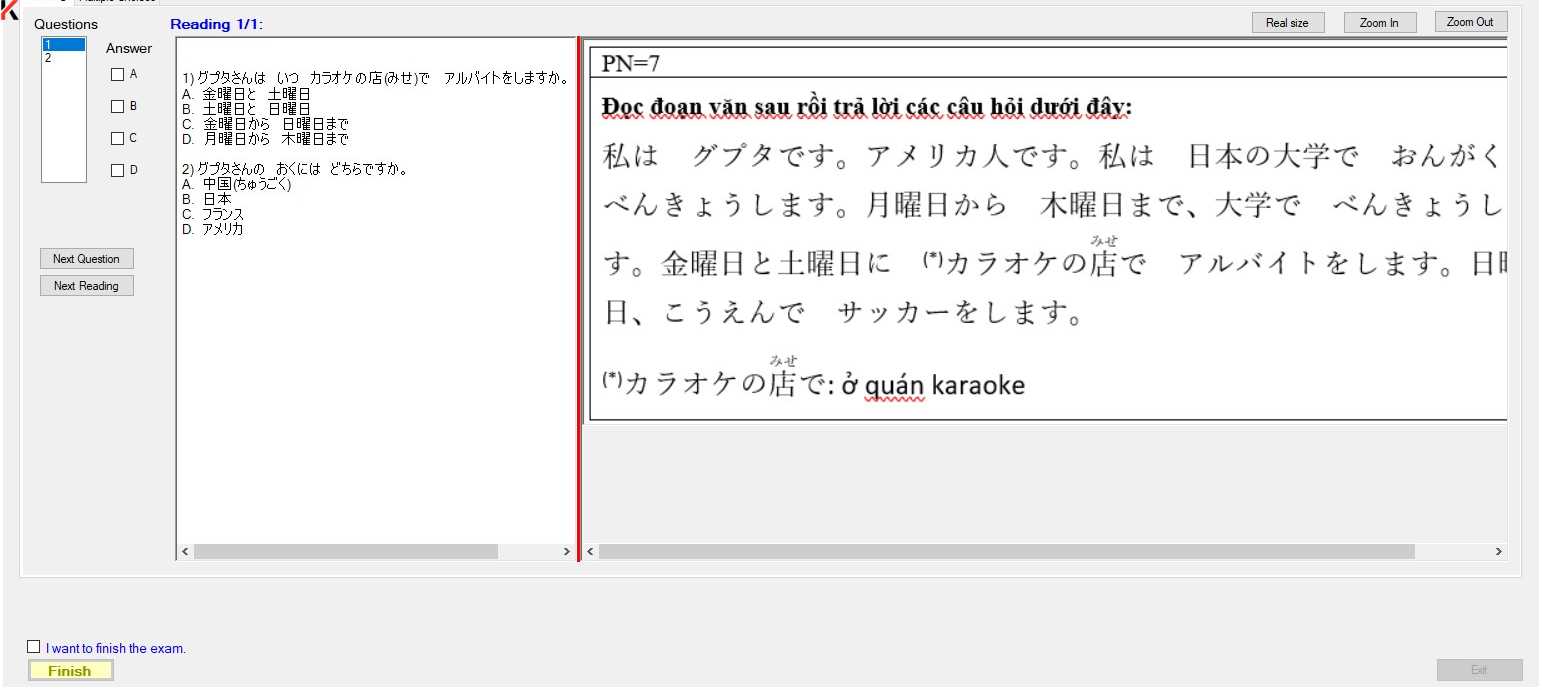 Questions
Reading 1/1:
Real size
Zoom In
Zoom Out
1
2
Answer
A
B
C
D
Next Question
Next Reading
1) グプタさんは いつ カラオケの店(みせ)で アルバイトをしますか。
A. 金曜日と 土曜日
B. 土曜日と 日曜日
C. 金曜日から 日曜日まで
D. 月曜日から 木曜日まで
2) グプタさんの おくには どちらですか。
A. 中国(ちゅうごく)
B. 日本
C. フランス
D. アメリカ
PN=7
Đọc đoạn văn sau rồi trả lời các câu hỏi dưới đây:
私は グプタです。アメリカ人です。私は 日本の大学で おんがく
べんきょうします。月曜日から 木曜日まで、大学で べんきょうし
みせ
す。金曜日と土曜日に (*)カラオケの店で アルバイトをします。日
日、こうえんで サッカーをします。
みせ
(*)カラオケの店で: ở quán karaoke
I want to finish the exam.
Finish
Exit